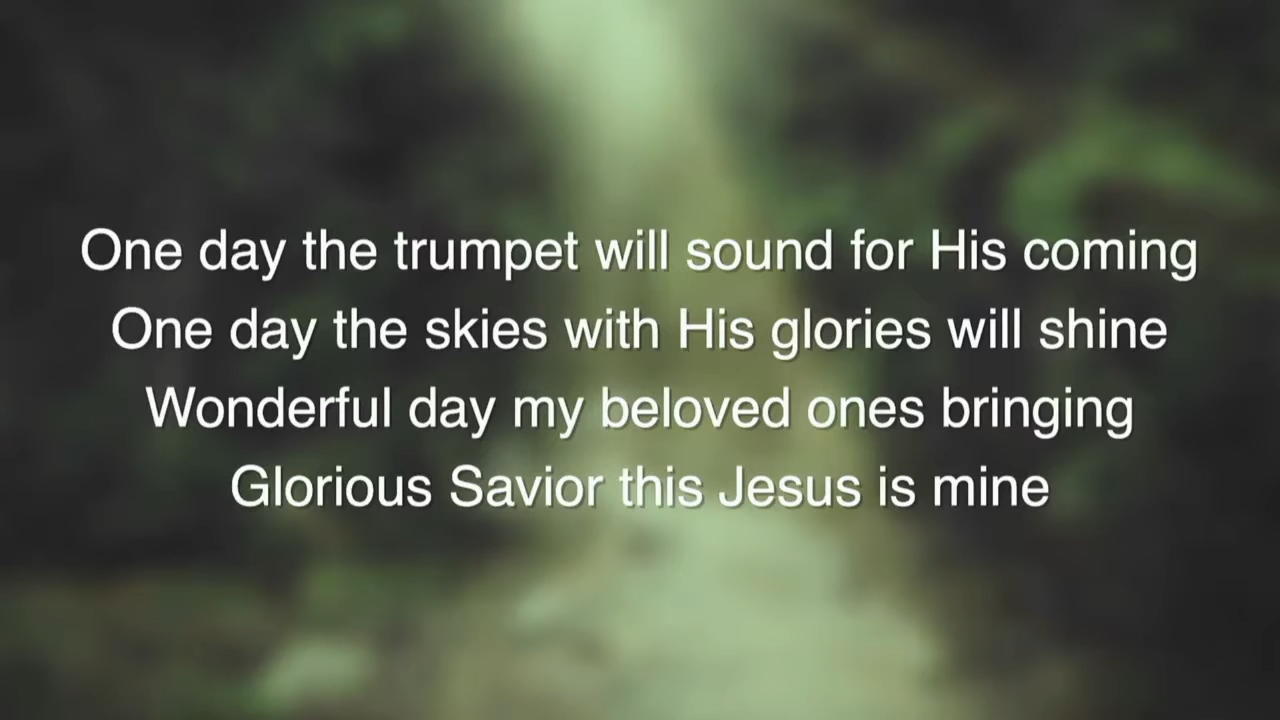 One day the trumpet will sound for His coming
One day the skies with His glories will shine
Wonderful day my beloved ones bringing
Glorious Savior this Jesus is mine